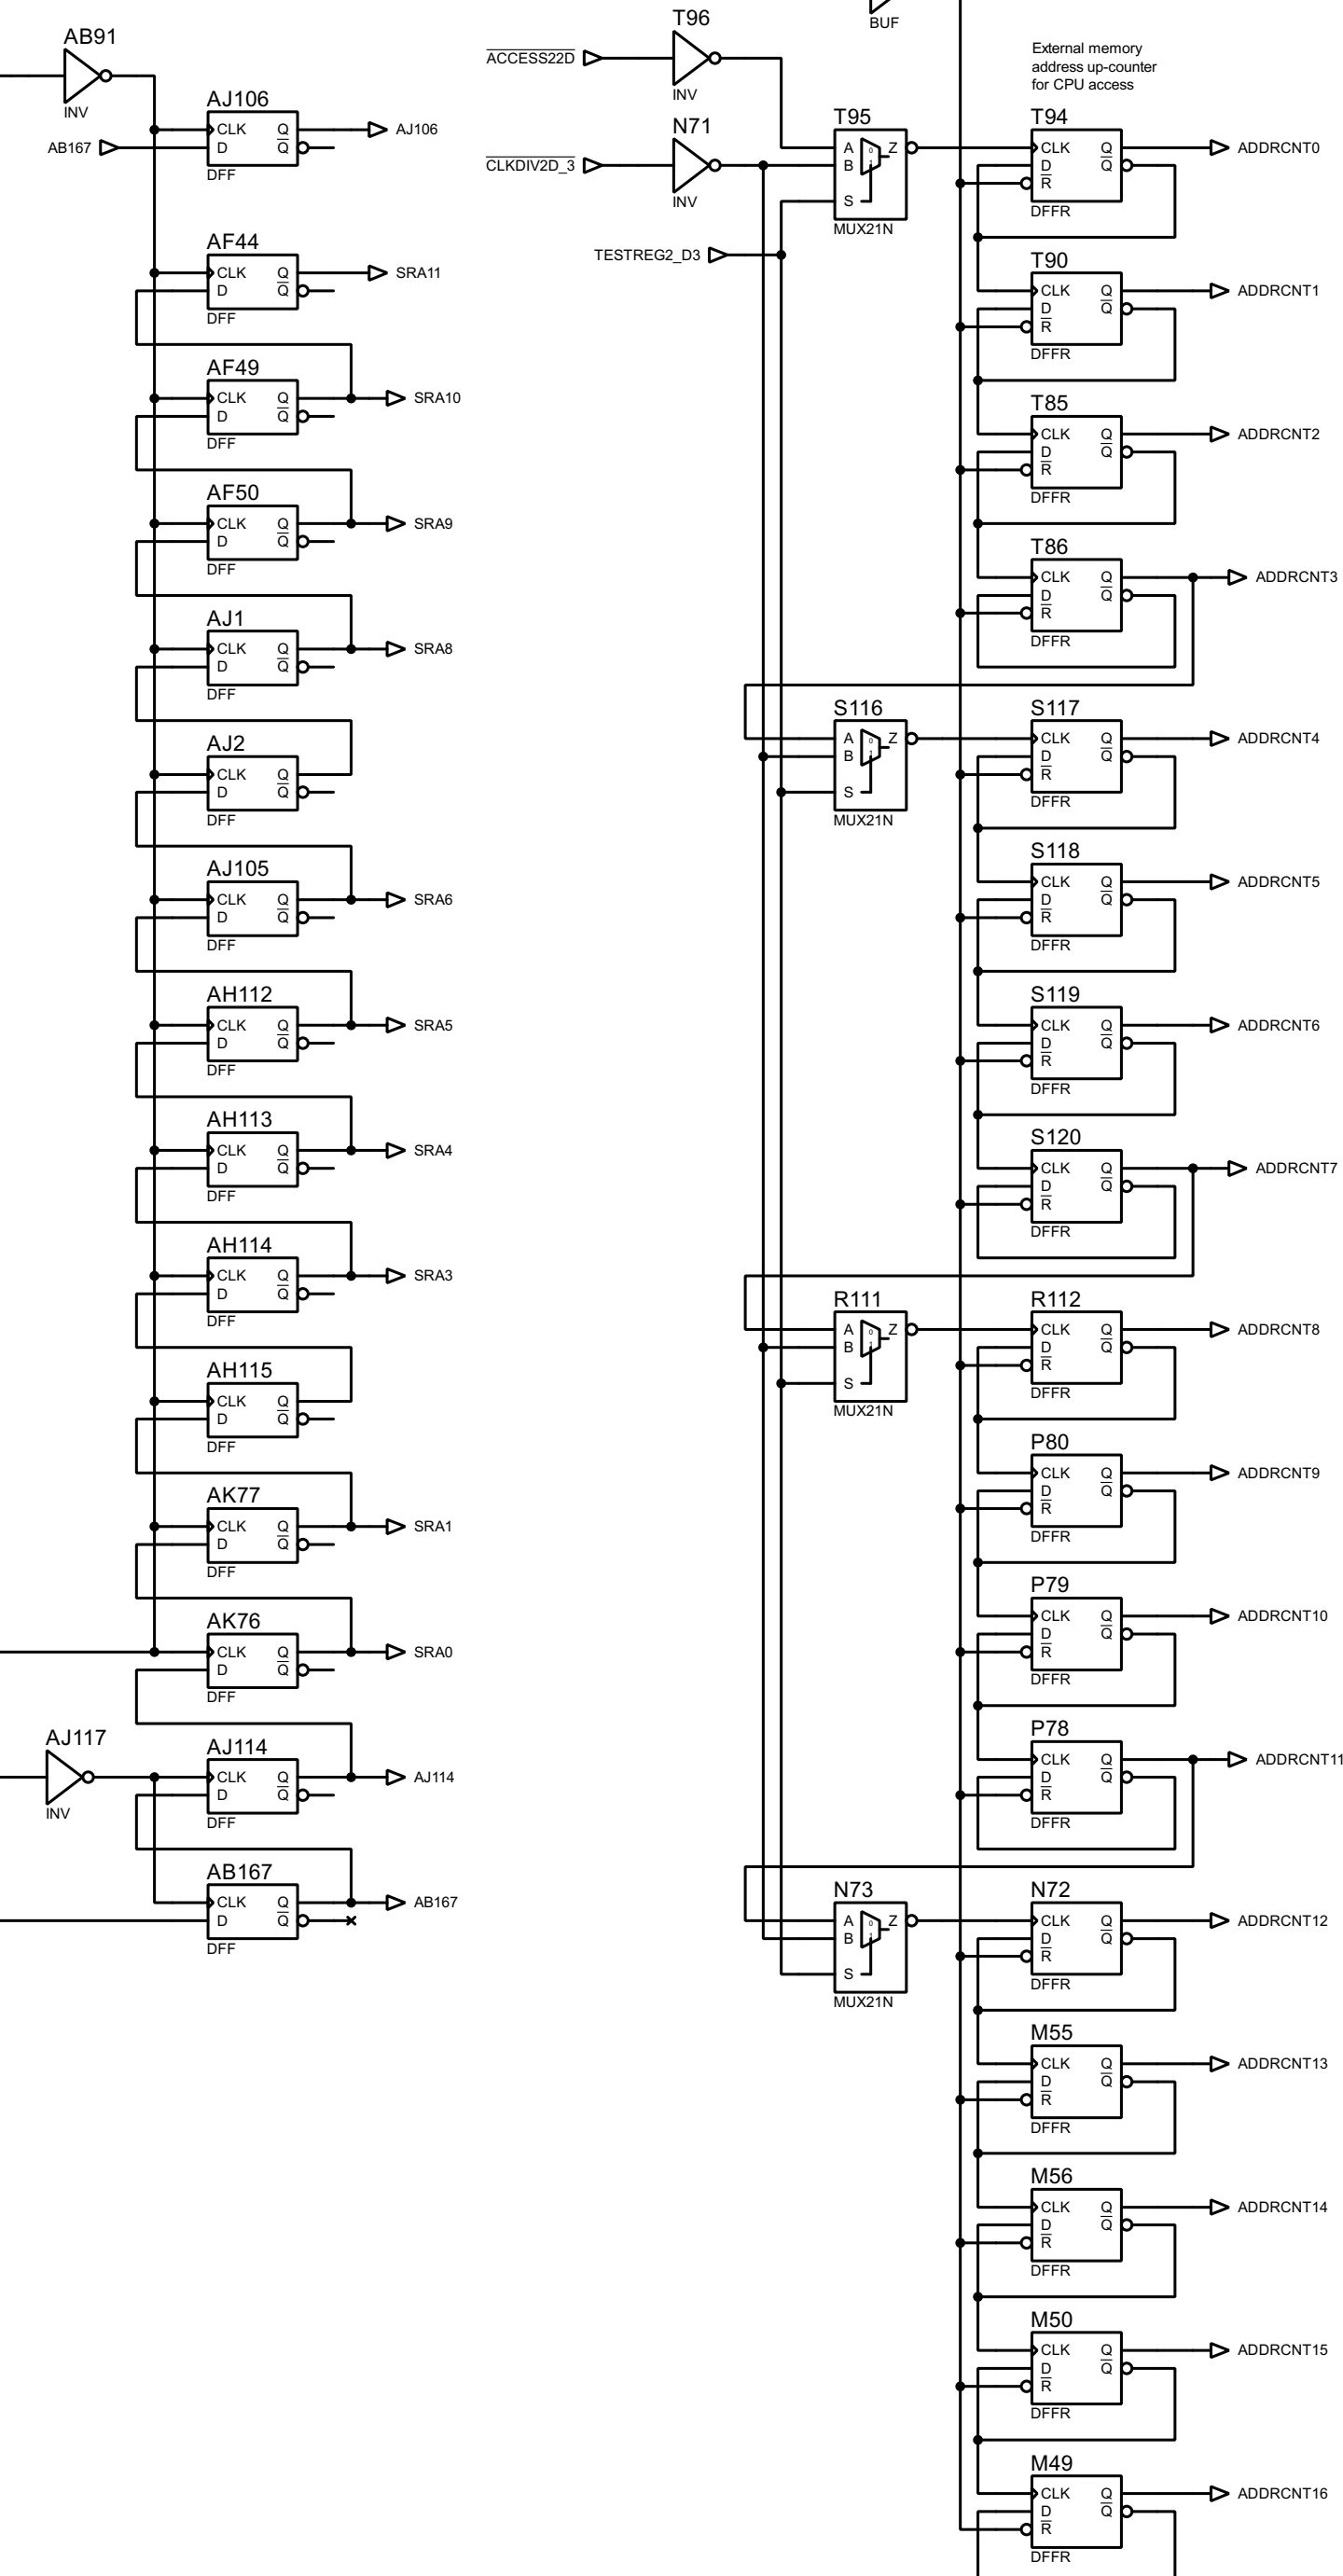 AB91
INV
AB167
AJ106
CLK Q
D Q
DFF
AJ106
AF44
CLK Q
D Q
DFF
SRA11
AF49
CLK Q
D Q
DFF
SRA10
AF50
CLK Q
D Q
DFF
SRA9
AJ1
CLK Q
D Q
DFF
SRA8
AJ2
CLK Q
D Q
DFF
AJ105
CLK Q
D Q
DFF
SRA6
AH112
CLK Q
D Q
DFF
SRA5
AH113
CLK Q
D Q
DFF
SRA4
AH114
CLK Q
D Q
DFF
SRA3
AH115
CLK Q
D Q
DFF
AK77
CLK Q
D Q
DFF
SRA1
AK76
CLK Q
D Q
DFF
SRA0
AJ117
INV
AJ114
CLK Q
D Q
DFF
AJ114
AB167
CLK Q
D Q
DFF
AB167
BUF
ACCESS22D
T96
INV
CLKDIV2D_3
N71
INV
TESTREG2_D3
T95
A 0 Z
B 1
S
MUX21N
S116
A 0 Z
B 1
S
MUX21N
R111
A 0 Z
B 1
S
MUX21N
N73
A 0 Z
B 1
S
MUX21N
External memory
address up-counter
for CPU access
T94
CLK Q
D Q
R
DFFR
ADDRCNT0
T90
CLK Q
D Q
R
DFFR
ADDRCNT1
T85
CLK Q
D Q
R
DFFR
ADDRCNT2
T86
CLK Q
D Q
R
DFFR
ADDRCNT3
S117
CLK Q
D Q
R
DFFR
ADDRCNT4
S118
CLK Q
D Q
R
DFFR
ADDRCNT5
S119
CLK Q
D Q
R
DFFR
ADDRCNT6
S120
CLK Q
D Q
R
DFFR
ADDRCNT7
R112
CLK Q
D Q
R
DFFR
ADDRCNT8
P80
CLK Q
D Q
R
DFFR
ADDRCNT9
P79
CLK Q
D Q
R
DFFR
ADDRCNT10
P78
CLK Q
D Q
R
DFFR
ADDRCNT11
N72
CLK Q
D Q
R
DFFR
ADDRCNT12
M55
CLK Q
D Q
R
DFFR
ADDRCNT13
M56
CLK Q
D Q
R
DFFR
ADDRCNT14
M50
CLK Q
D Q
R
DFFR
ADDRCNT15
M49
CLK Q
D Q
R
DFFR
ADDRCNT16